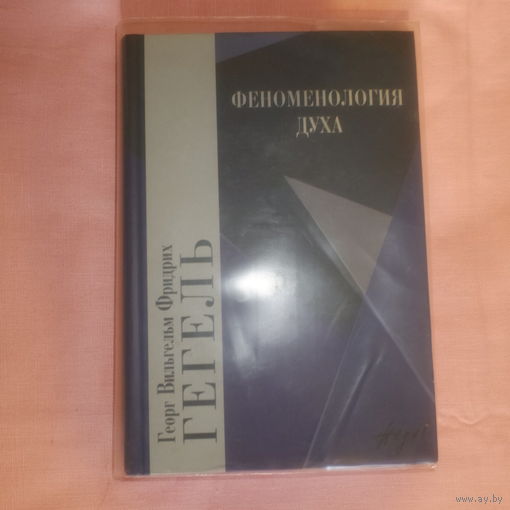 ФЕНОМЕНОЛОГИЯ
ДУХА
Георг Вильгельм Фридрих
ГЕГЕЛЬ
www.ay.by